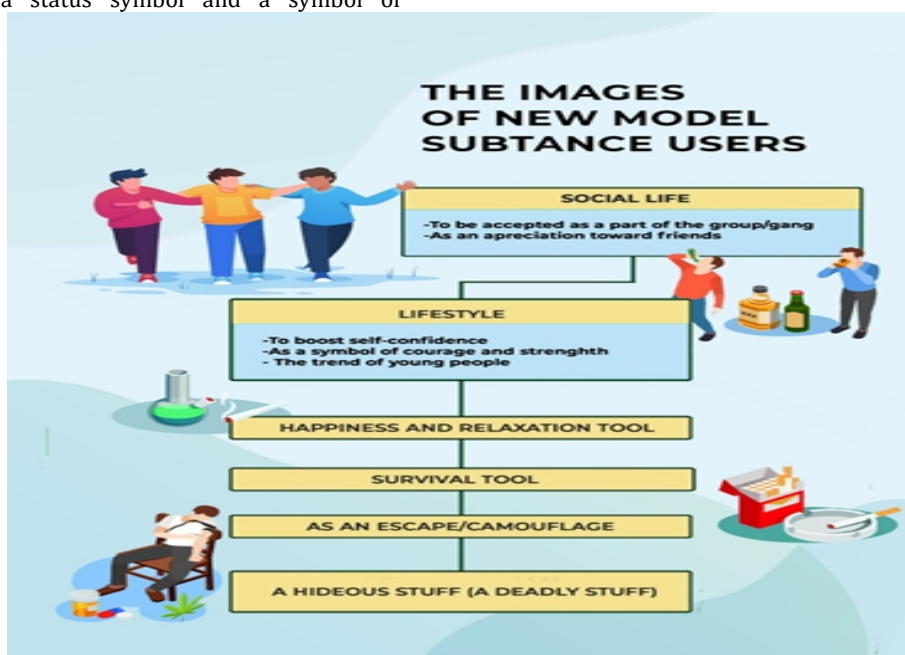 a status symbol and a symbol of
THE IMAGES
OF NEW MODEL
SUBTANCE USERS
SOCIAL LIFE
-To be accepted as a part of the group/gang
-As an apreciation toward friends
LIFESTYLE
-To boost self-confidence
-As a symbol of courage and strenghth
- The trend of young people
HAPPINESS AND RELAXATION TOOL
SURVIVAL TOOL
AS AN ESCAPE/CAMOUFLAGE
A HIDEOUS STUFF (A DEADLY STUFF)